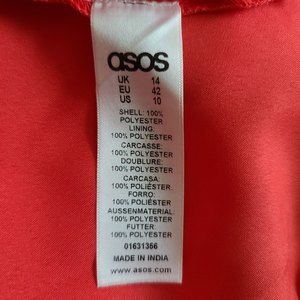 asos
UK 14
EU 42
US 10
SHELL: 100%
POLYESTER
LINING:
100% POLYESTER
CARCASSE:
100% POLYESTER
DOUBLURE:
100% POLYESTER
CARCASA:
100% POLIÉSTER
FORRO:
100% POLIÉSTER
AUSSENMATERIAL:
100% POLYESTER
FUTTER:
100% POLYESTER
01631366
MADE IN INDIA
www.asos.com